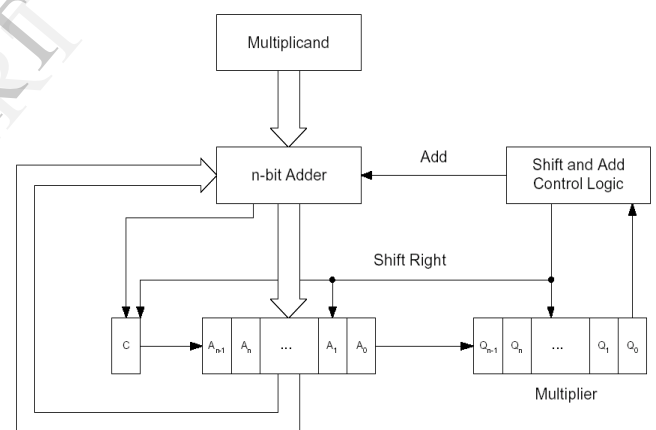 Multiplicand
n-bit Adder
Add
Shift and Add
Control Logic
Shift Right
C
Aₙ₋₁ Aₙ ... A₁ A₀
Qₙ₋₁ Qₙ ... Q₁ Q₀
Multiplier